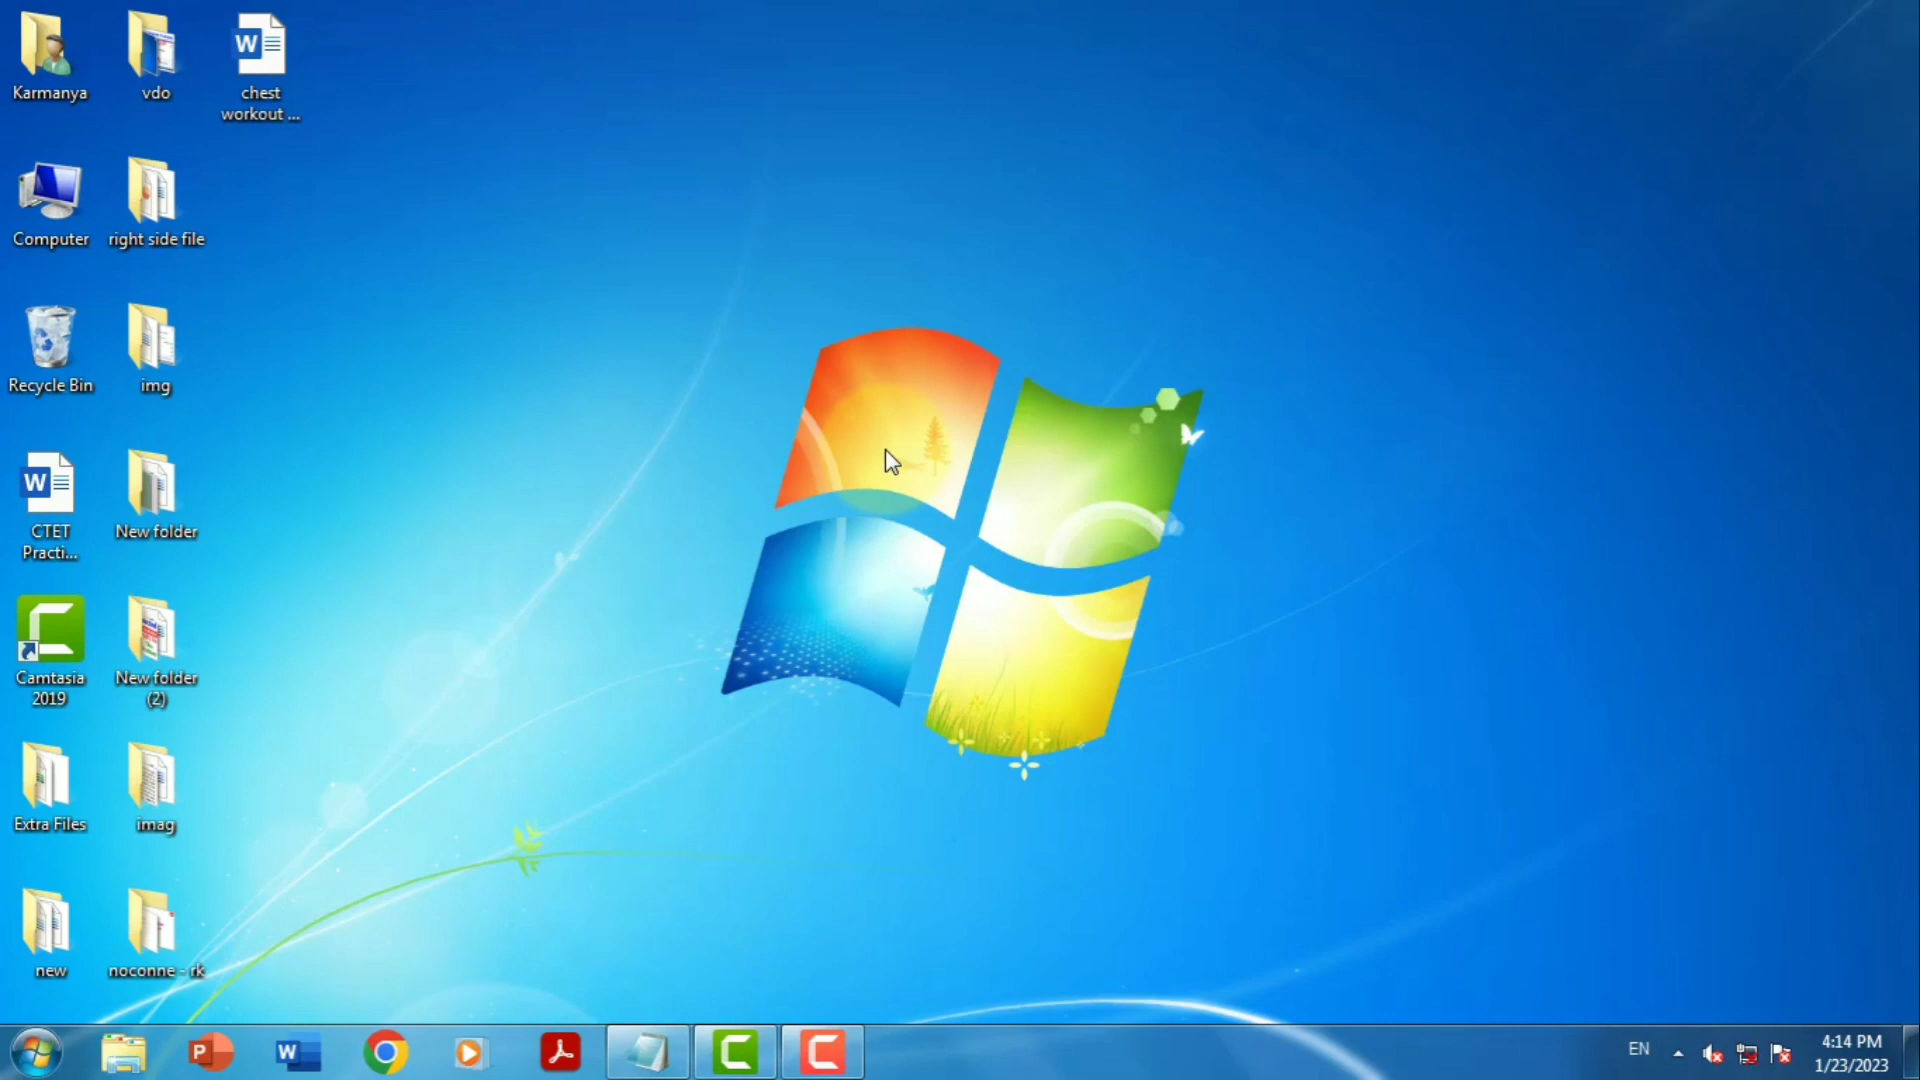 Karmanya
vdo
chest
workout ...
Computer
right side file
Recycle Bin
img
CTET
Practi...
New folder
Camtasia
2019
New folder
(2)
Extra Files
imag
new
noconne - rk
EN
4:14 PM
1/23/2023